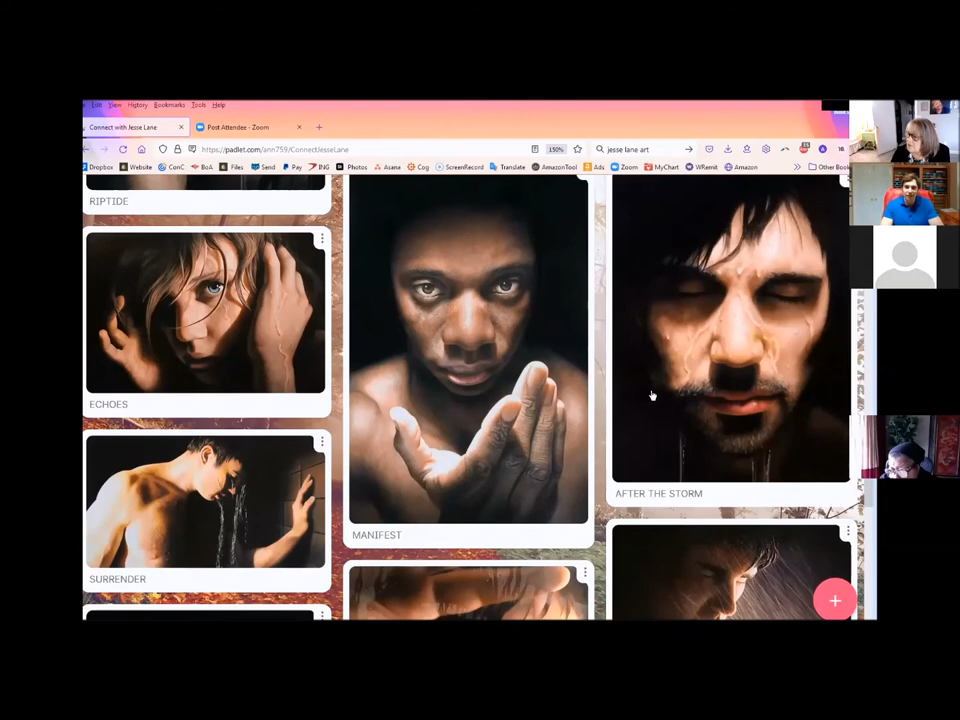 Edit View History Bookmarks Tools Help
Connect with Jesse Lane × Post Attendee - Zoom × +
https://padlet.com/ann759/ConnectJesseLane 150% jesse lane art
Dropbox Website ConC BoA Files Send Pay ING Photos Asana Cog ScreenRecord Translate AmazonTool Ads Zoom MyChart WRemit Amazon Other Book
RIPTIDE
ECHOES
SURRENDER
MANIFEST
AFTER THE STORM
+